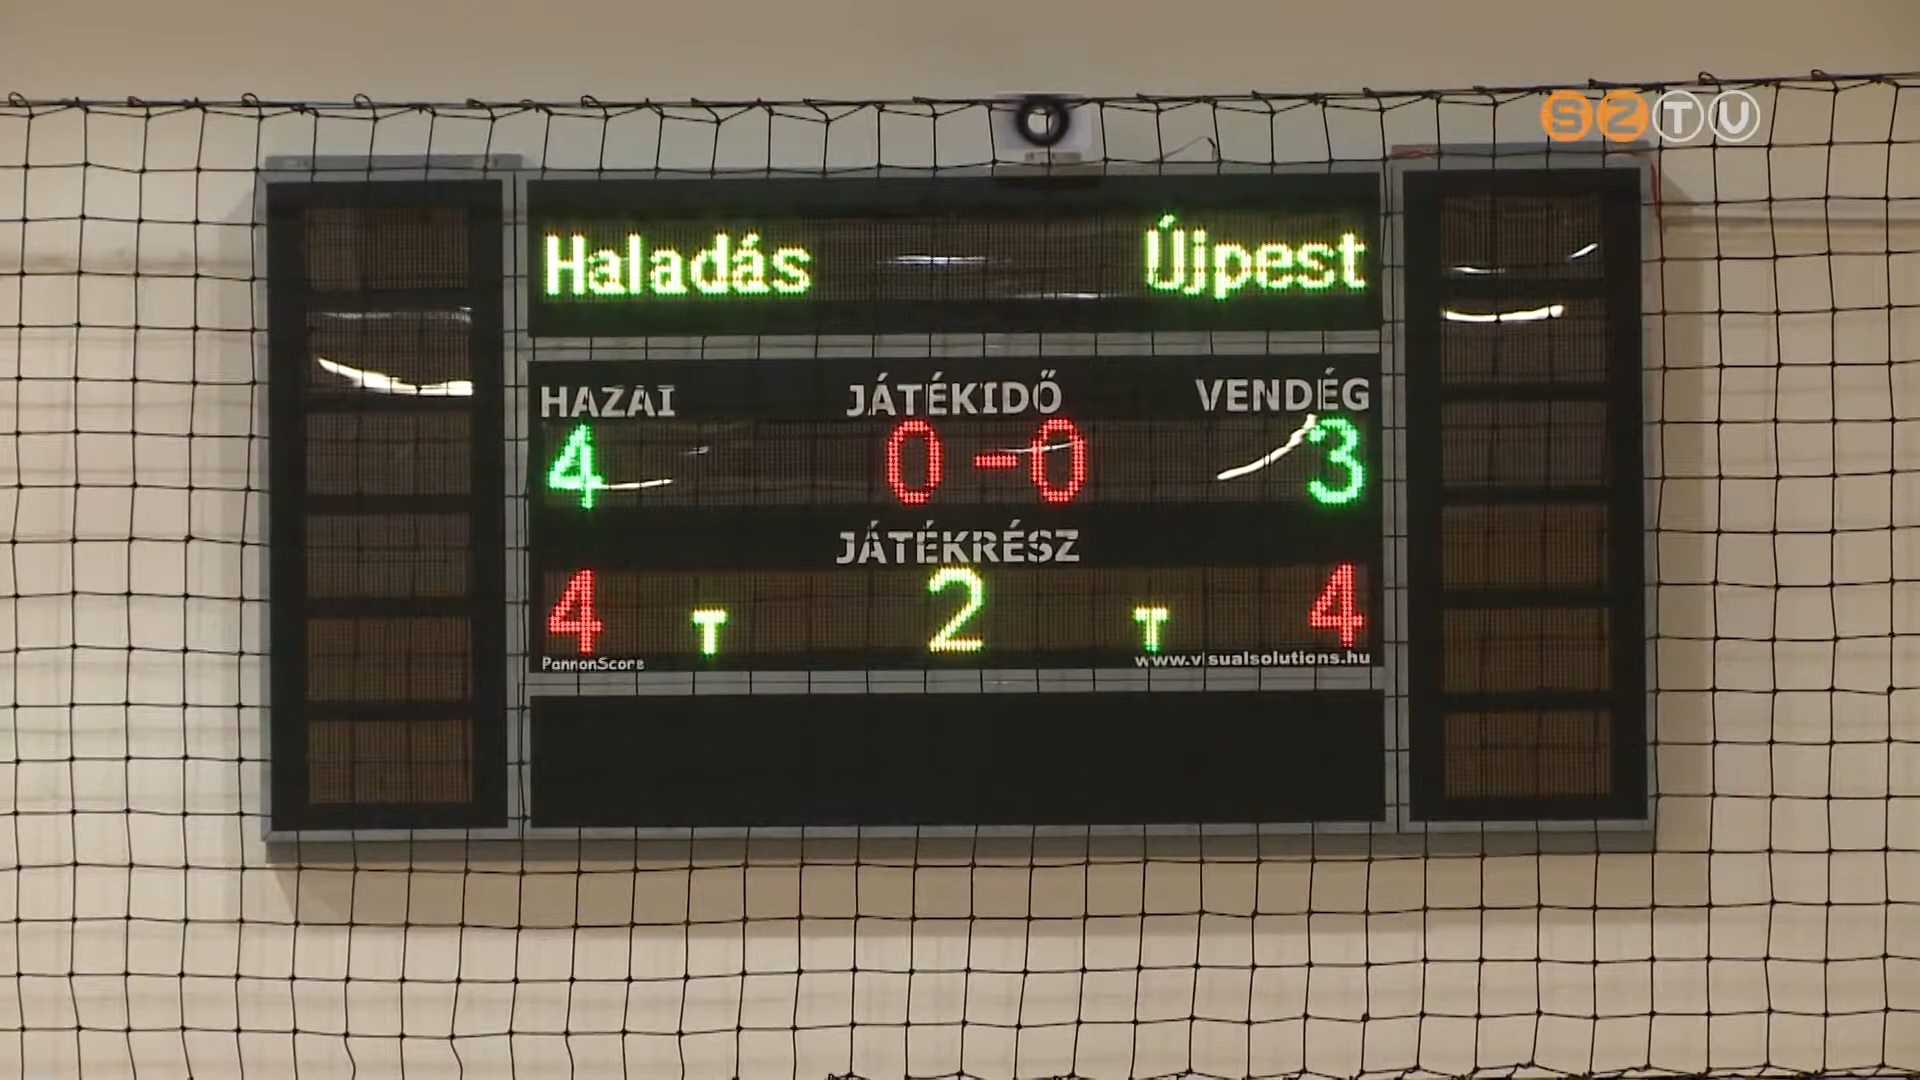 SZTV
Haladás Újpest
HAZAI JÁTÉKIDŐ VENDÉG
4 0-0 3
JÁTÉKRÉSZ
4 T 2 T 4
PannonScore www.visualsolutions.hu